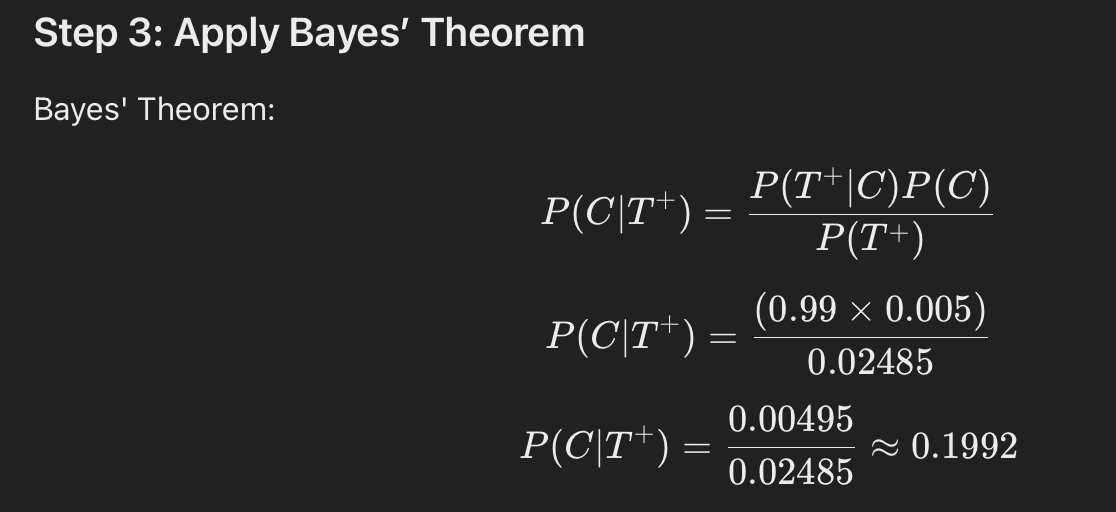 Step 3: Apply Bayes’ Theorem
Bayes' Theorem:
P(C|T⁺) = P(T⁺|C)P(C) / P(T⁺)
P(C|T⁺) = (0.99 × 0.005) / 0.02485
P(C|T⁺) = 0.00495 / 0.02485 ≈ 0.1992